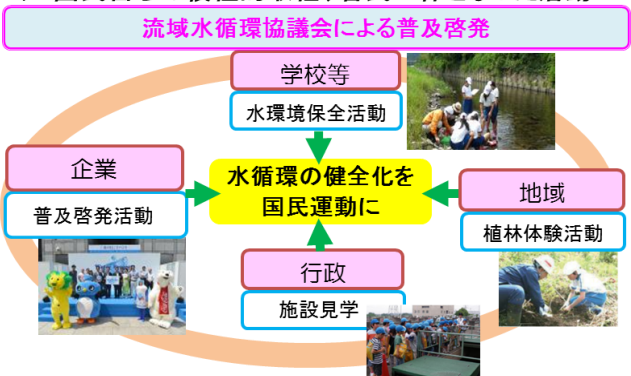 流域水循環協議会による普及啓発
学校等
水環境保全活動
企業
普及啓発活動
水循環の健全化を
国民運動に
地域
植林体験活動
行政
施設見学